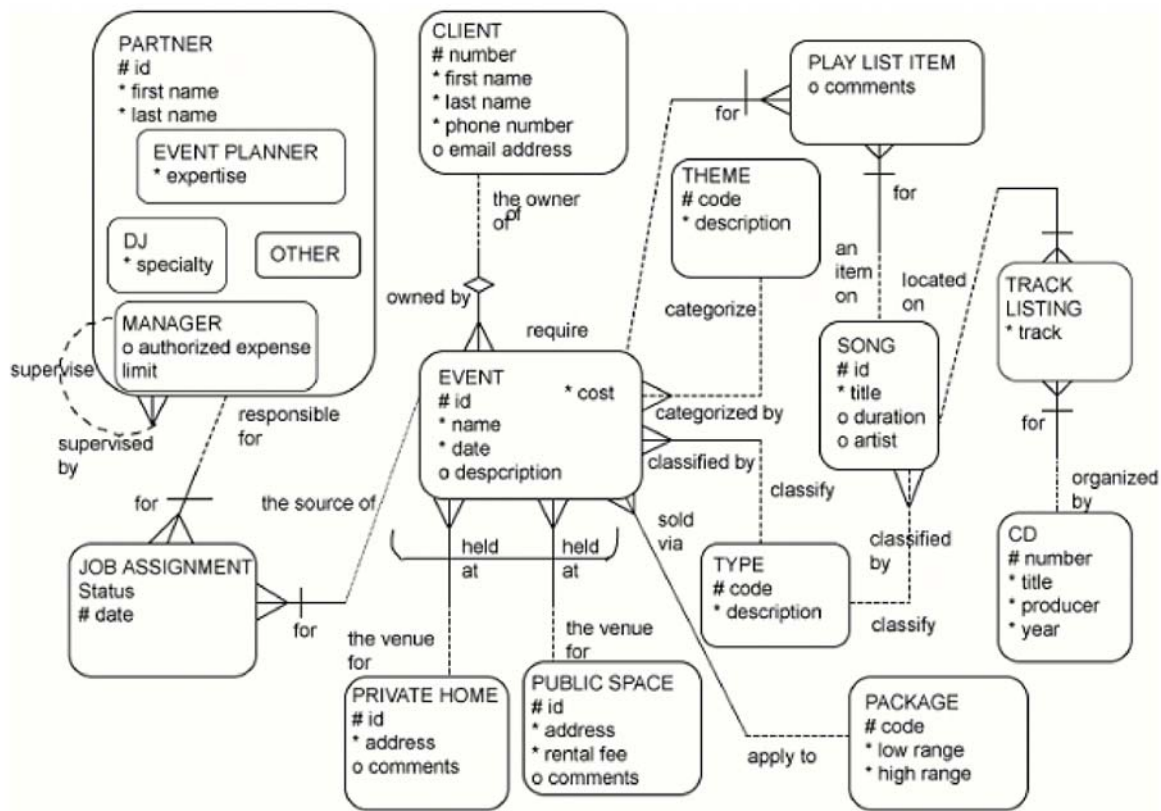 PARTNER
# id
* first name
* last name
EVENT PLANNER
* expertise
DJ
* specialty
OTHER
MANAGER
o authorized expense
limit
supervise
supervised
by
responsible
for
for
JOB ASSIGNMENT
Status
# date
for
the source of
CLIENT
# number
* first name
* last name
* phone number
o email address
the owner
of
of
owned by
require
EVENT
# id
* name
* date
o despcription
* cost
held
at
held
at
the venue
for
the venue
for
PRIVATE HOME
# id
* address
o comments
PUBLIC SPACE
# id
* address
* rental fee
o comments
THEME
# code
* description
categorize
categorized by
classified by
classify
sold
via
TYPE
# code
* description
classify
classified
by
apply to
PACKAGE
# code
* low range
* high range
PLAY LIST ITEM
o comments
for
for
an
item
on
located
on
SONG
# id
* title
o duration
o artist
TRACK
LISTING
* track
for
organized
by
CD
# number
* title
* producer
* year